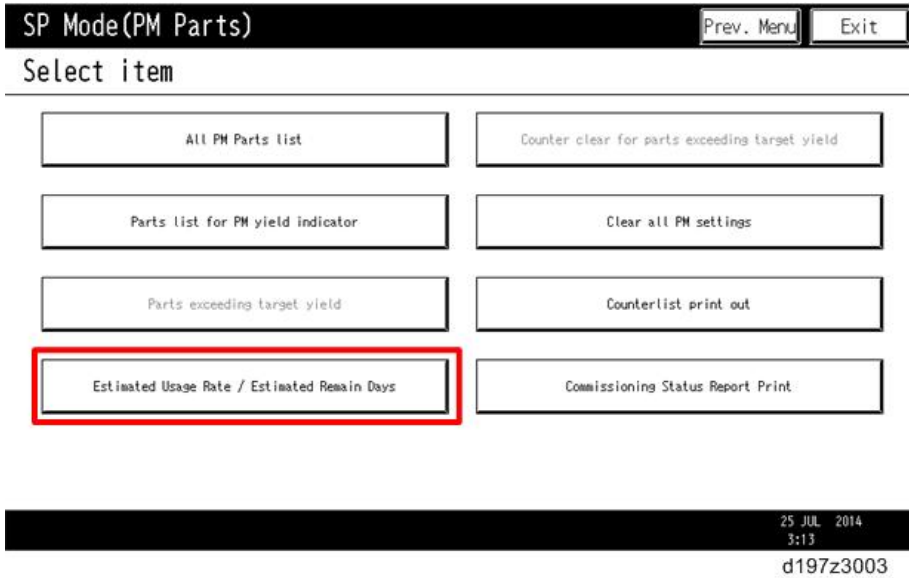 SP Mode(PM Parts)
Prev. Menu
Exit
Select item
All PM Parts list
Counter clear for parts exceeding target yield
Parts list for PM yield indicator
Clear all PM settings
Parts exceeding target yield
Counterlist print out
Estimated Usage Rate / Estimated Remain Days
Commissioning Status Report Print
25 JUL 2014
3:13
d197z3003